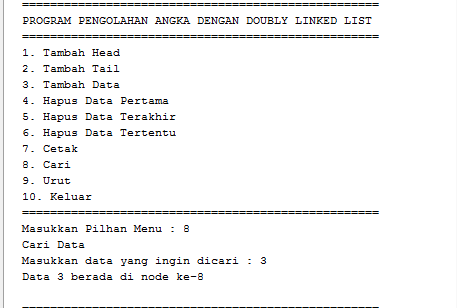 ===================================================
PROGRAM PENGOLAHAN ANGKA DENGAN DOUBLY LINKED LIST
===================================================
1. Tambah Head
2. Tambah Tail
3. Tambah Data
4. Hapus Data Pertama
5. Hapus Data Terakhir
6. Hapus Data Tertentu
7. Cetak
8. Cari
9. Urut
10. Keluar
===================================================
Masukkan Pilhan Menu : 8
Cari Data
Masukkan data yang ingin dicari : 3
Data 3 berada di node ke-8
===================================================